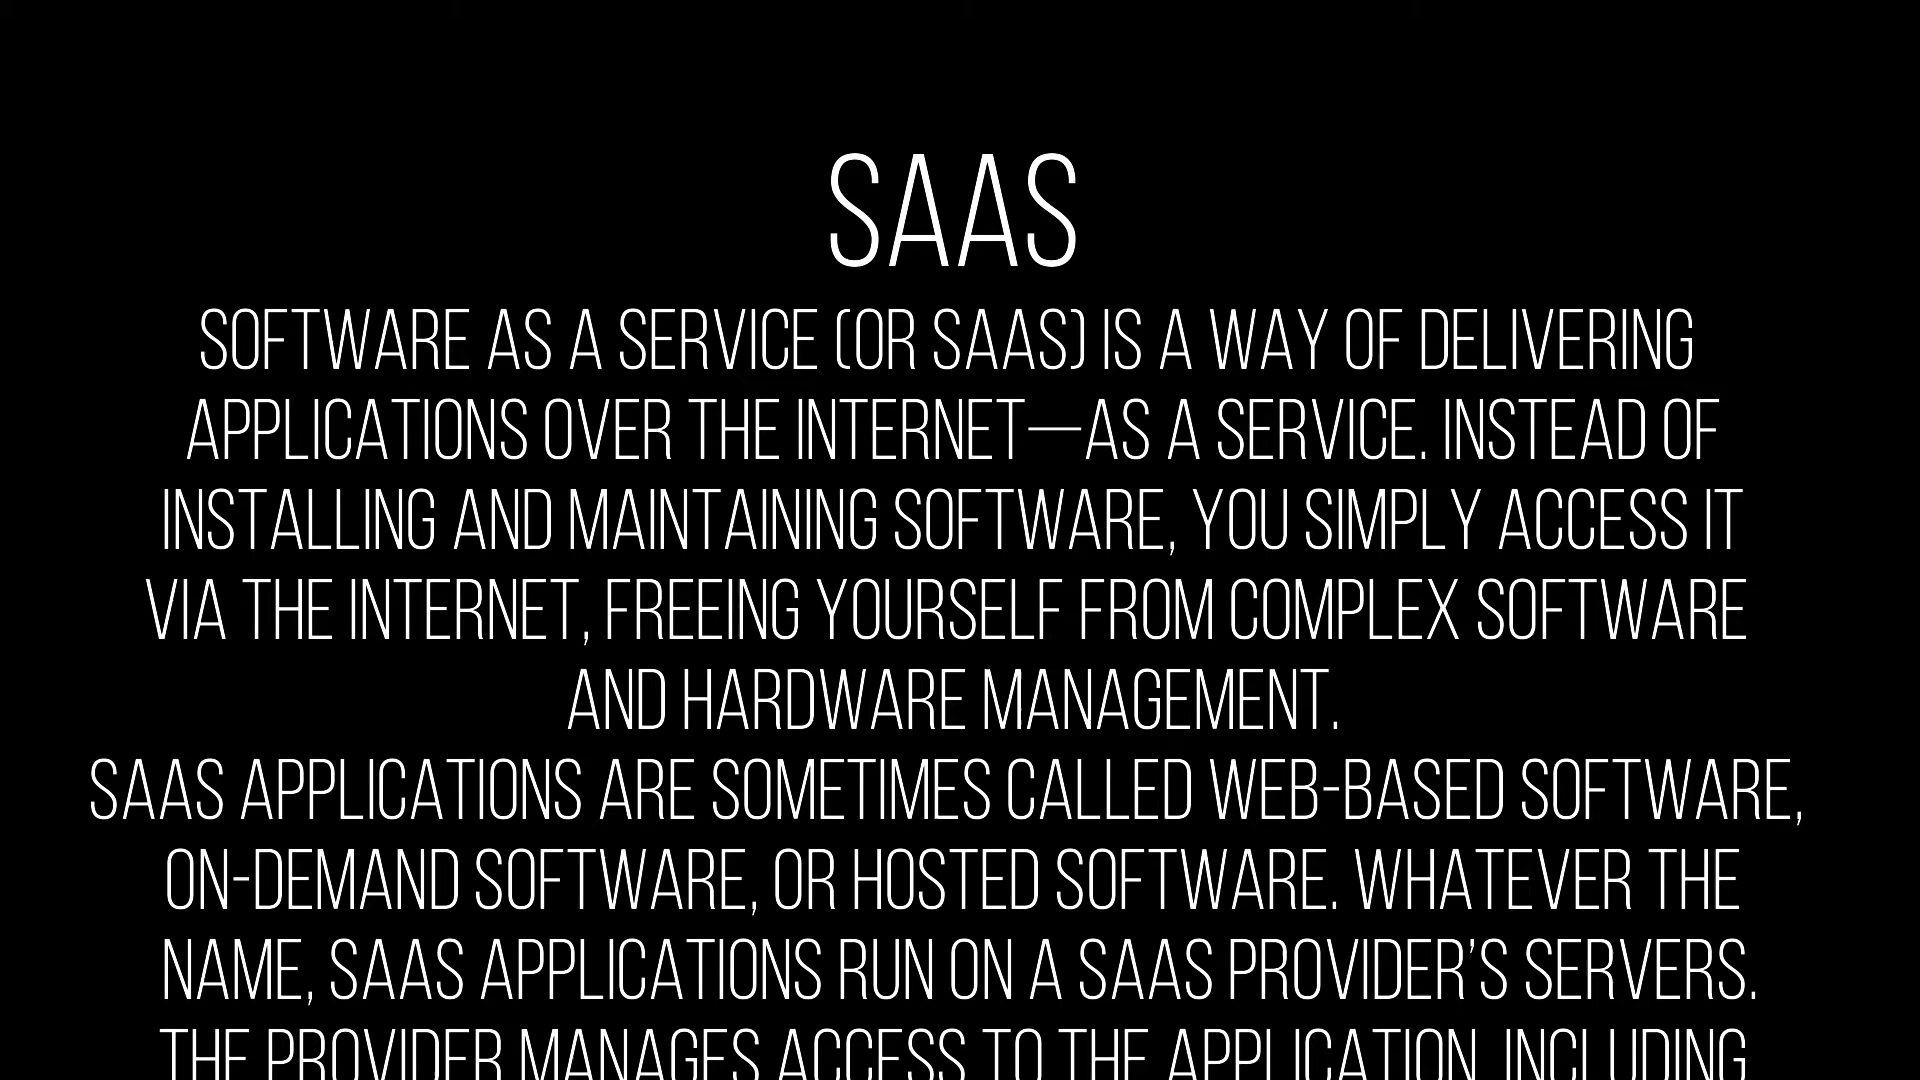 SAAS
SOFTWARE AS A SERVICE (OR SAAS) IS A WAY OF DELIVERING
APPLICATIONS OVER THE INTERNET—AS A SERVICE. INSTEAD OF
INSTALLING AND MAINTAINING SOFTWARE, YOU SIMPLY ACCESS IT
VIA THE INTERNET, FREEING YOURSELF FROM COMPLEX SOFTWARE
AND HARDWARE MANAGEMENT.
SAAS APPLICATIONS ARE SOMETIMES CALLED WEB-BASED SOFTWARE,
ON-DEMAND SOFTWARE, OR HOSTED SOFTWARE. WHATEVER THE
NAME, SAAS APPLICATIONS RUN ON A SAAS PROVIDER’S SERVERS.
THE PROVIDER MANAGES ACCESS TO THE APPLICATION, INCLUDING